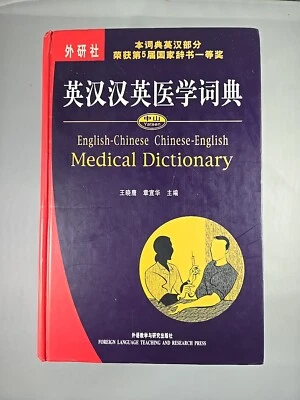 外研社
本词典英汉部分
荣获第5届国家辞书一等奖
英汉汉英医学词典
中山
Yatsen
English-Chinese Chinese-English
Medical Dictionary
王晓鹰 章宜华 主编
外语教学与研究出版社
FOREIGN LANGUAGE TEACHING AND RESEARCH PRESS